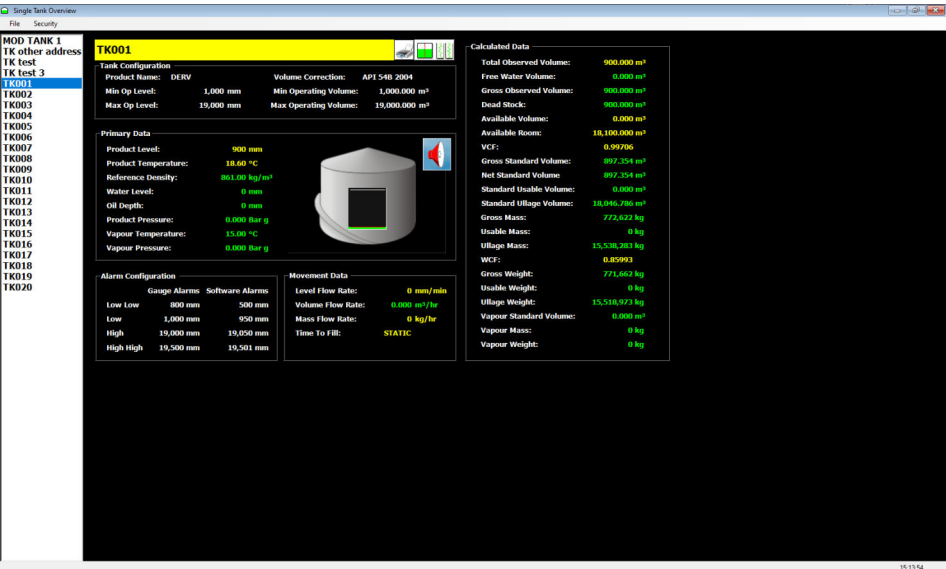 Single Tank Overview
File Security
MOD TANK 1
TK other address
TK test
TK test 3
TK001
TK002
TK003
TK004
TK005
TK006
TK007
TK008
TK009
TK010
TK011
TK012
TK013
TK014
TK015
TK016
TK017
TK018
TK019
TK020
TK001
Tank Configuration
Product Name: DERV Volume Correction: API 54B 2004
Min Op Level: 1,000 mm Min Operating Volume: 1,000.000 m³
Max Op Level: 19,000 mm Max Operating Volume: 19,000.000 m³
Primary Data
Product Level: 900 mm
Product Temperature: 18.60 °C
Reference Density: 861.00 kg/m³
Water Level: 0 mm
Oil Depth: 0 mm
Product Pressure: 0.000 Bar g
Vapour Temperature: 15.00 °C
Vapour Pressure: 0.000 Bar g
Alarm Configuration
Gauge Alarms Software Alarms
Low Low 800 mm 500 mm
Low 1,000 mm 950 mm
High 19,000 mm 19,050 mm
High High 19,500 mm 19,501 mm
Movement Data
Level Flow Rate: 0 mm/min
Volume Flow Rate: 0.000 m³/hr
Mass Flow Rate: 0 kg/hr
Time To Fill: STATIC
Calculated Data
Total Observed Volume: 900.000 m³
Free Water Volume: 0.000 m³
Gross Observed Volume: 900.000 m³
Dead Stock: 900.000 m³
Available Volume: 0.000 m³
Available Room: 18,100.000 m³
VCF: 0.99706
Gross Standard Volume: 897.354 m³
Net Standard Volume 897.354 m³
Standard Usable Volume: 0.000 m³
Standard Ullage Volume: 18,046.786 m³
Gross Mass: 772,622 kg
Usable Mass: 0 kg
Ullage Mass: 15,538,283 kg
WCF: 0.85993
Gross Weight: 771,662 kg
Usable Weight: 0 kg
Ullage Weight: 15,518,973 kg
Vapour Standard Volume: 0.000 m³
Vapour Mass: 0 kg
Vapour Weight: 0 kg
15:13:54